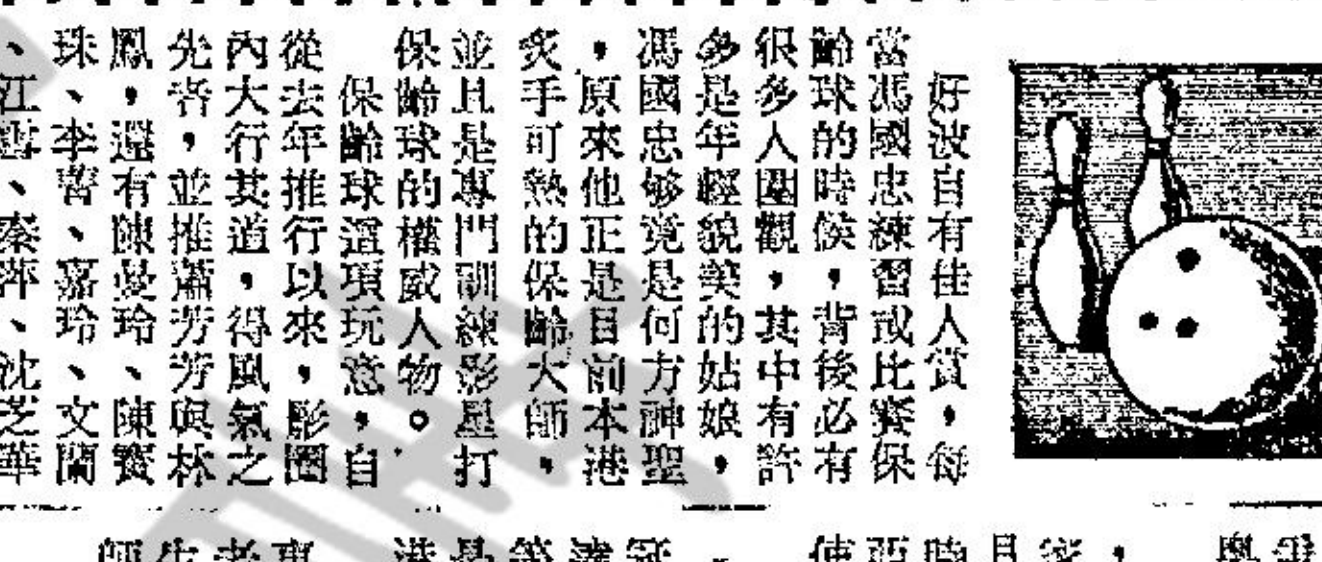 好波自有佳人賞，每
當馮國忠練習或比賽，保
齡球的時候，背後必有
很多人圍觀，其中有許
多是年輕貌美的姑娘，
馮國忠够竟是何方神聖
，原來他正是目前本港
炙手可熱的保齡大師，
並且是專門訓練影星打
保齡球的權威人物。
保齡球這項玩意，自
從去年推行以來，影圈
內大行其道，得風氣之
先者，並推蕭芳芳與林
鳳，還有陳曼玲、陳寶
珠、李菁、嘉玲、文蘭
、江雪、秦萍、沈芝華